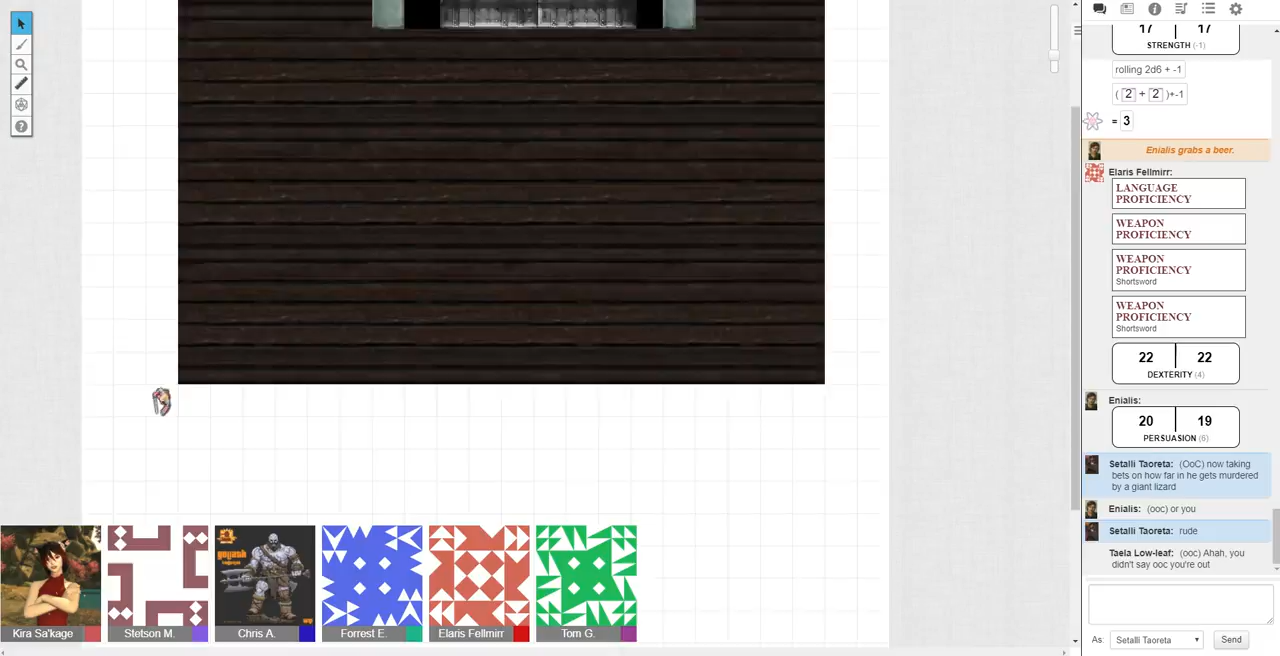 17 17
STRENGTH (-1)
rolling 2d6 + -1
( 2 + 2 )+-1
= 3
Enialis grabs a beer.
Elaris Fellmirr:
LANGUAGE
PROFICIENCY
WEAPON
PROFICIENCY
WEAPON
PROFICIENCY
Shortsword
WEAPON
PROFICIENCY
Shortsword
22 22
DEXTERITY (4)
Enialis:
20 19
PERSUASION (6)
Setalli Taoreta: (OoC) now taking
bets on how far in he gets murdered
by a giant lizard
Enialis: (ooc) or you
Setalli Taoreta: rude
Taela Low-leaf: (ooc) Ahah, you
didn't say ooc you're out
As: Setalli Taoreta Send
Kira Sa'kage Stetson M. Chris A. Forrest E. Elaris Fellmirr Tom G.